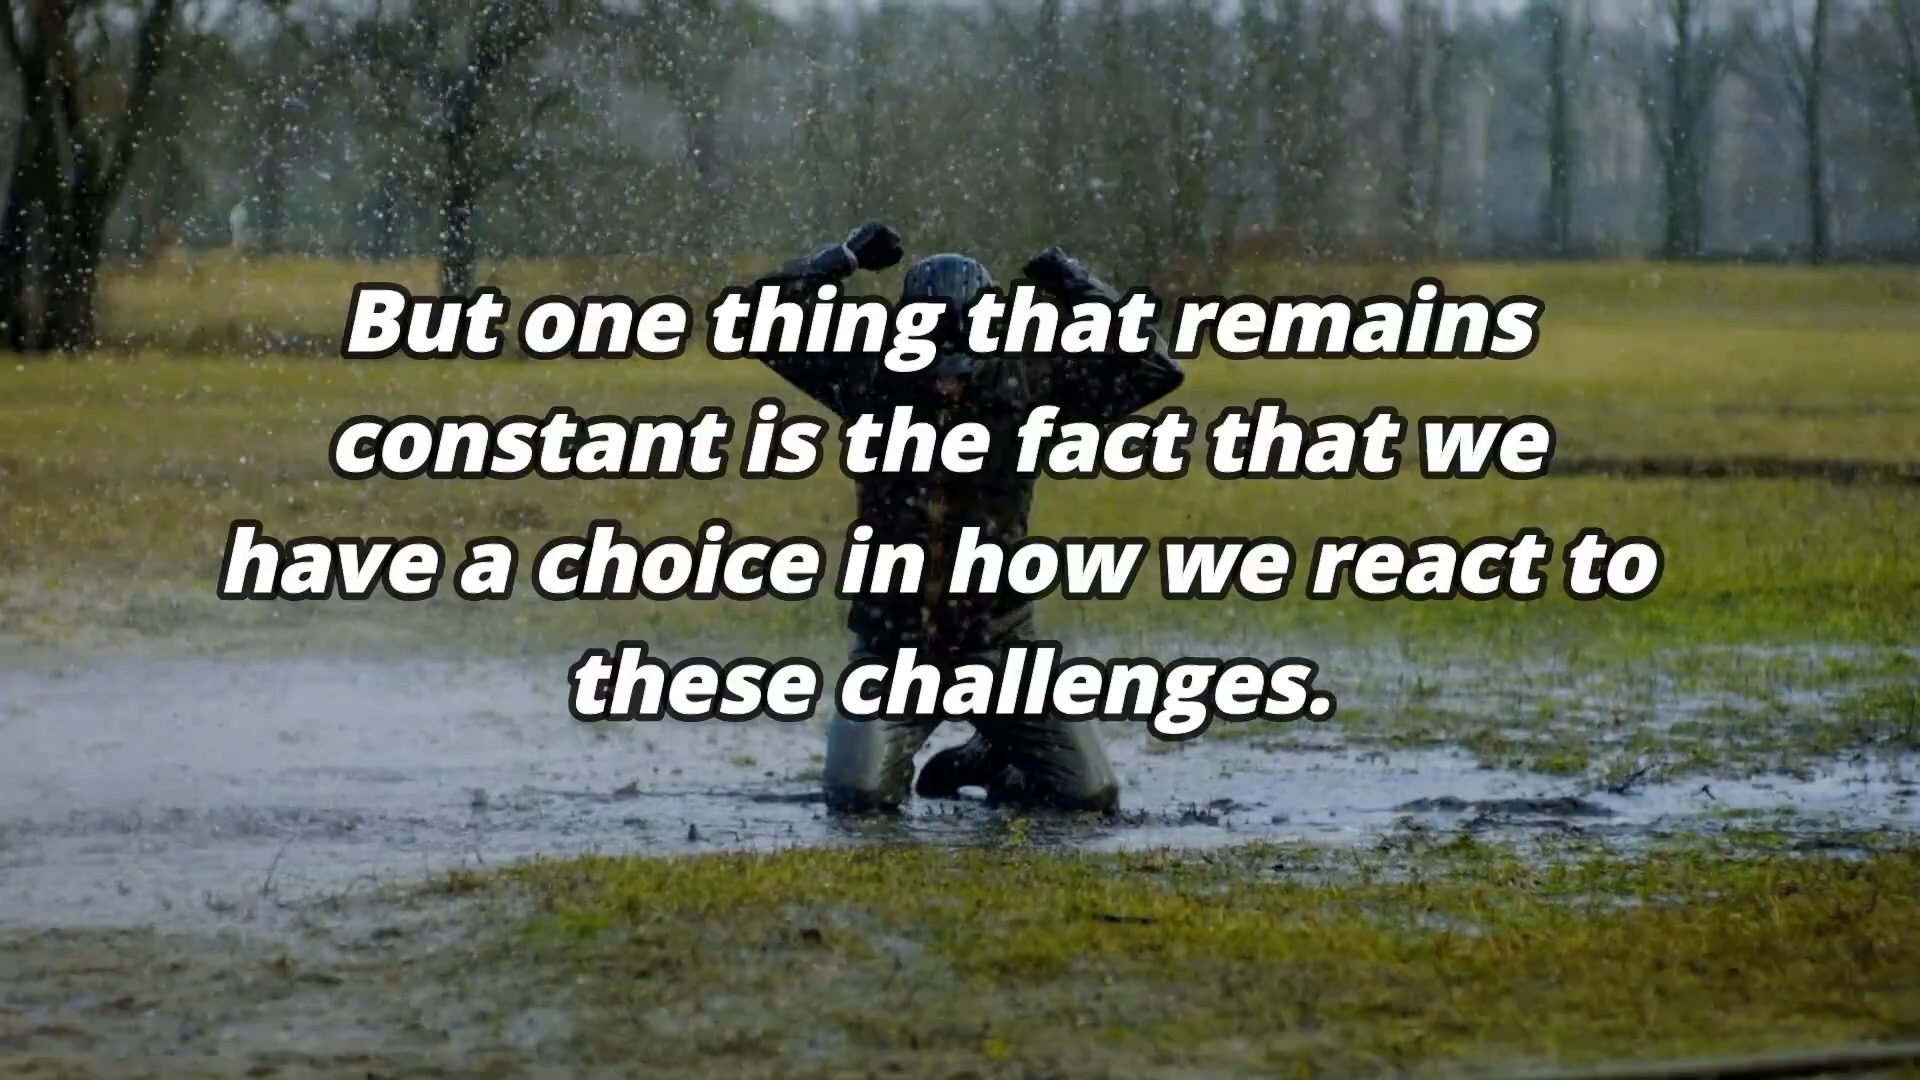 But one thing that remains
constant is the fact that we
have a choice in how we react to
these challenges.